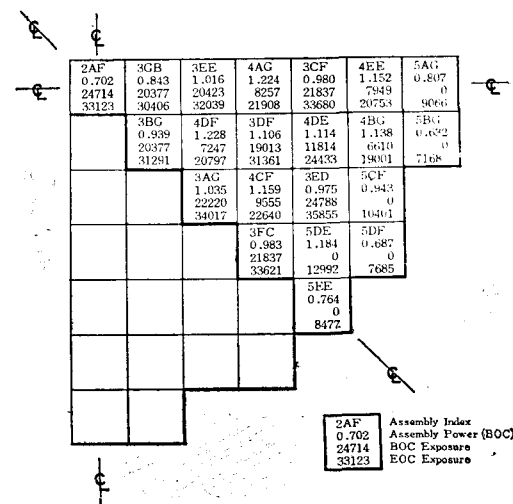 2AF 3GB 3EE 4AG 3CF 4EE 5AG
0.702 0.843 1.016 1.224 0.980 1.152 0.807
24714 20377 20423 8257 21837 7949 0
33123 30406 32039 21908 33680 20753 9066
3BG 4DF 3DF 4DE 4BG 5BG
0.939 1.228 1.106 1.114 1.138 0.632
20377 7247 19013 11814 6610 0
31291 20797 31361 24433 19001 7168
3AG 4CF 3ED 5CF
1.035 1.159 0.975 0.943
22220 9555 24788 0
34017 22640 35855 10401
3FC 5DE 5DF
0.983 1.184 0.687
21837 0 0
33621 12992 7685
5EE
0.764
0
8477
2AF Assembly Index
0.702 Assembly Power (BOC)
24714 BOC Exposure
33123 EOC Exposure